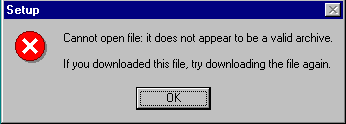 Setup
Cannot open file: it does not appear to be a valid archive.
If you downloaded this file, try downloading the file again.
OK